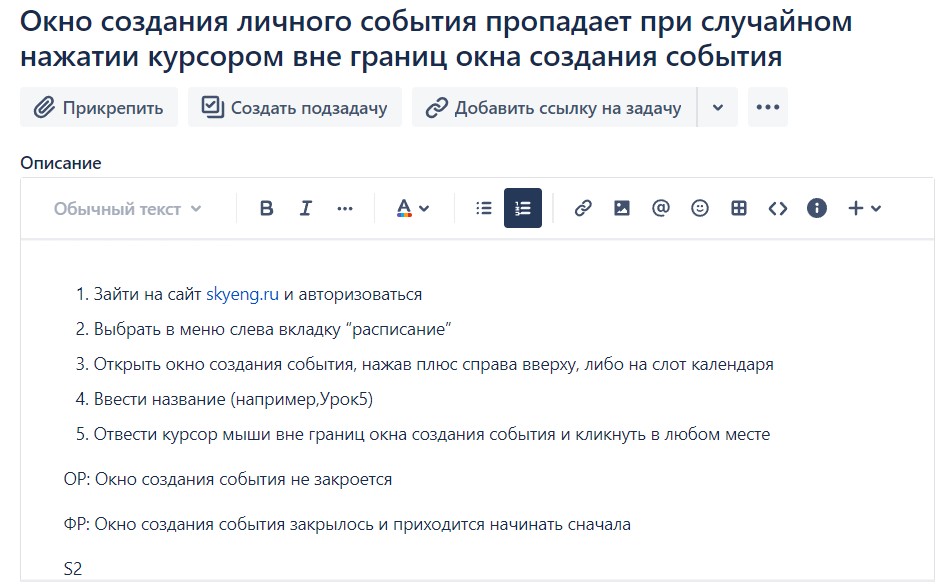 Окно создания личного события пропадает при случайном
нажатии курсором вне границ окна создания события
Прикрепить
Создать подзадачу
Добавить ссылку на задачу
Описание
Обычный текст
B I A
1. Зайти на сайт skyeng.ru и авторизоваться
2. Выбрать в меню слева вкладку “расписание”
3. Открыть окно создания события, нажав плюс справа вверху, либо на слот календаря
4. Ввести название (например,Урок5)
5. Отвести курсор мыши вне границ окна создания события и кликнуть в любом месте
ОР: Окно создания события не закроется
ФР: Окно создания события закрылось и приходится начинать сначала
S2